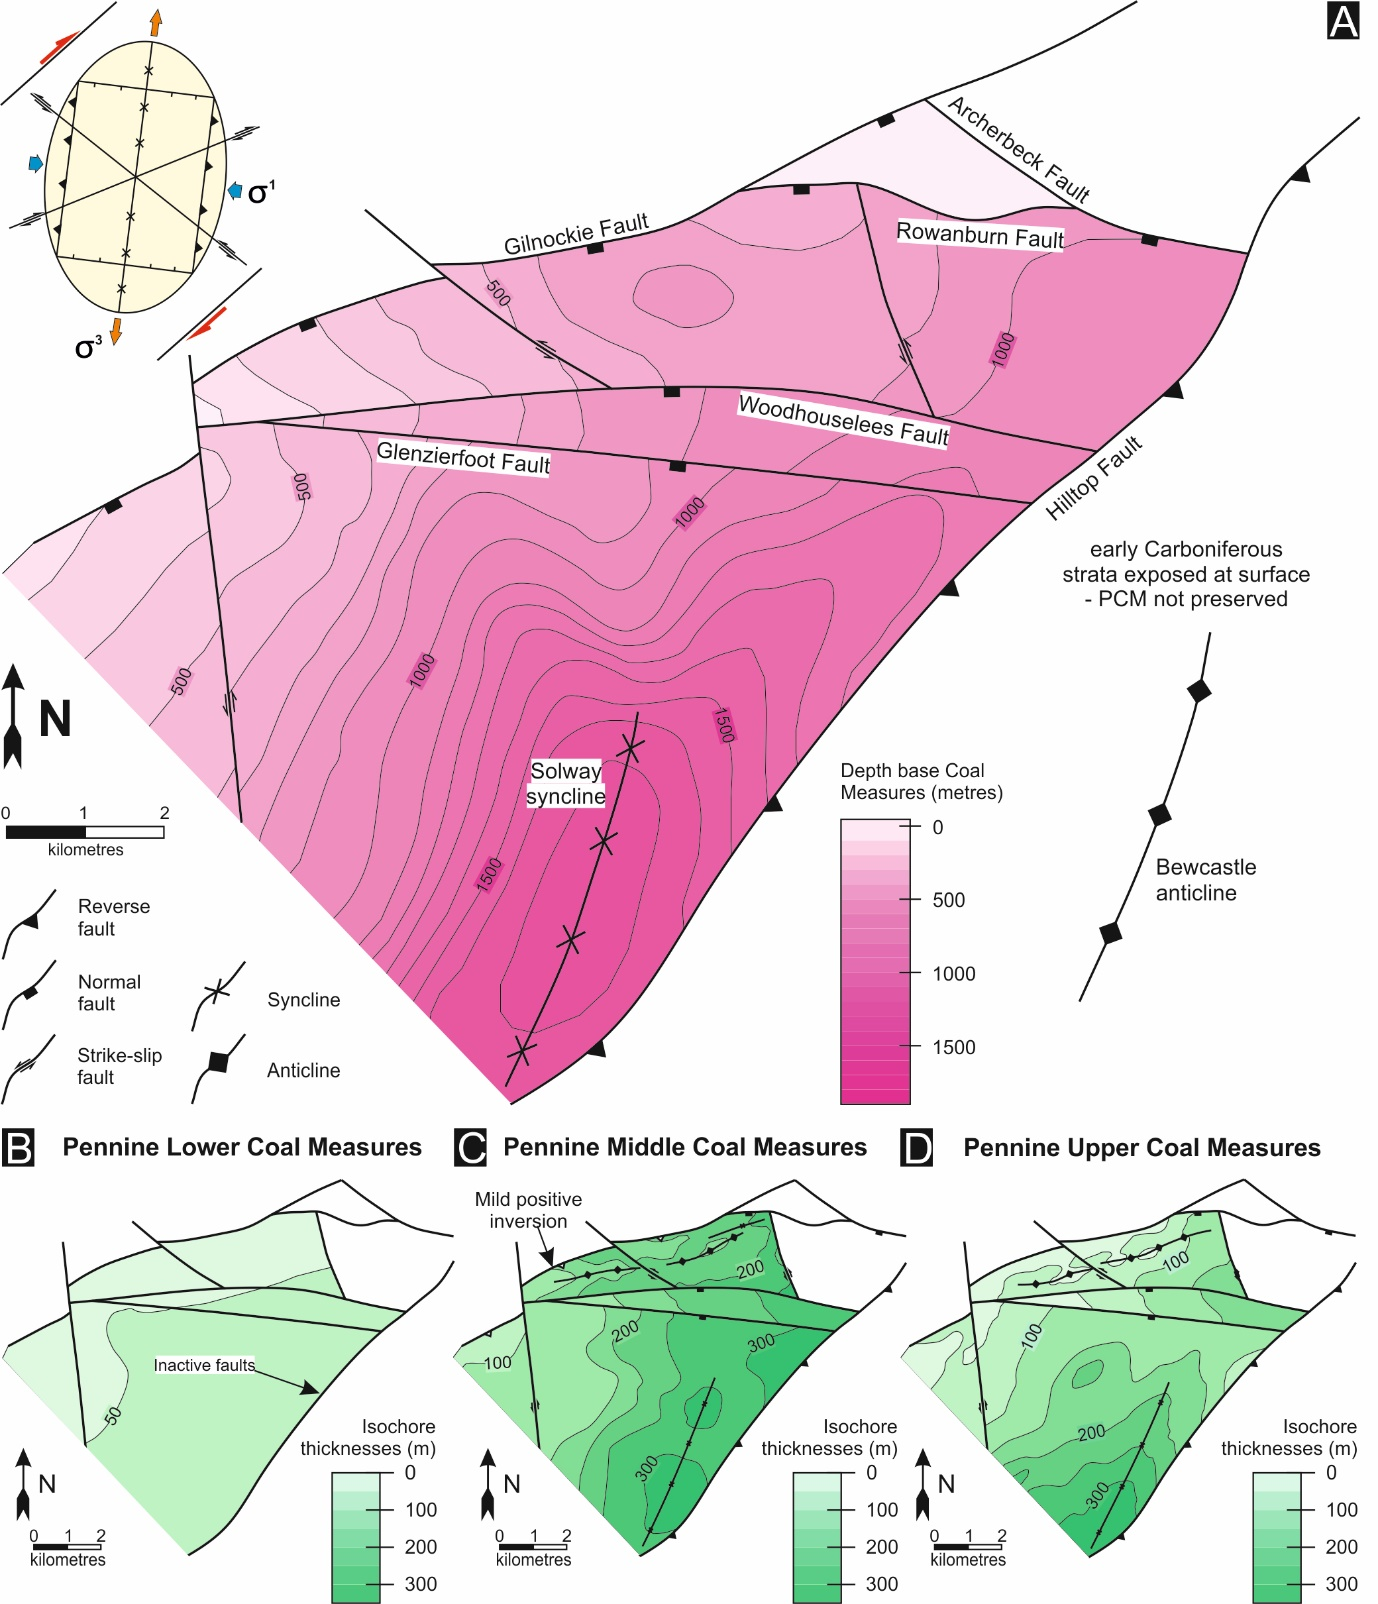 A
σ1
σ3
Archerbeck Fault
Gilnockie Fault
Rowanburn Fault
500
1000
Woodhouselees Fault
Glenzierfoot Fault
Hilltop Fault
500
1000
early Carboniferous
strata exposed at surface
- PCM not preserved
1000
500
N
1500
Solway
syncline
Depth base Coal
Measures (metres)
0
500
1000
1500
0 1 2
kilometres
1500
Bewcastle
anticline
Reverse
fault
Normal
fault
Syncline
Strike-slip
fault
Anticline
B Pennine Lower Coal Measures
Inactive faults
50
N
0 1 2
kilometres
Isochore
thicknesses (m)
0
100
200
300
C Pennine Middle Coal Measures
Mild positive
inversion
200
200
300
100
300
N
0 1 2
kilometres
Isochore
thicknesses (m)
0
100
200
300
D Pennine Upper Coal Measures
100
100
200
300
N
0 1 2
kilometres
Isochore
thicknesses (m)
0
100
200
300